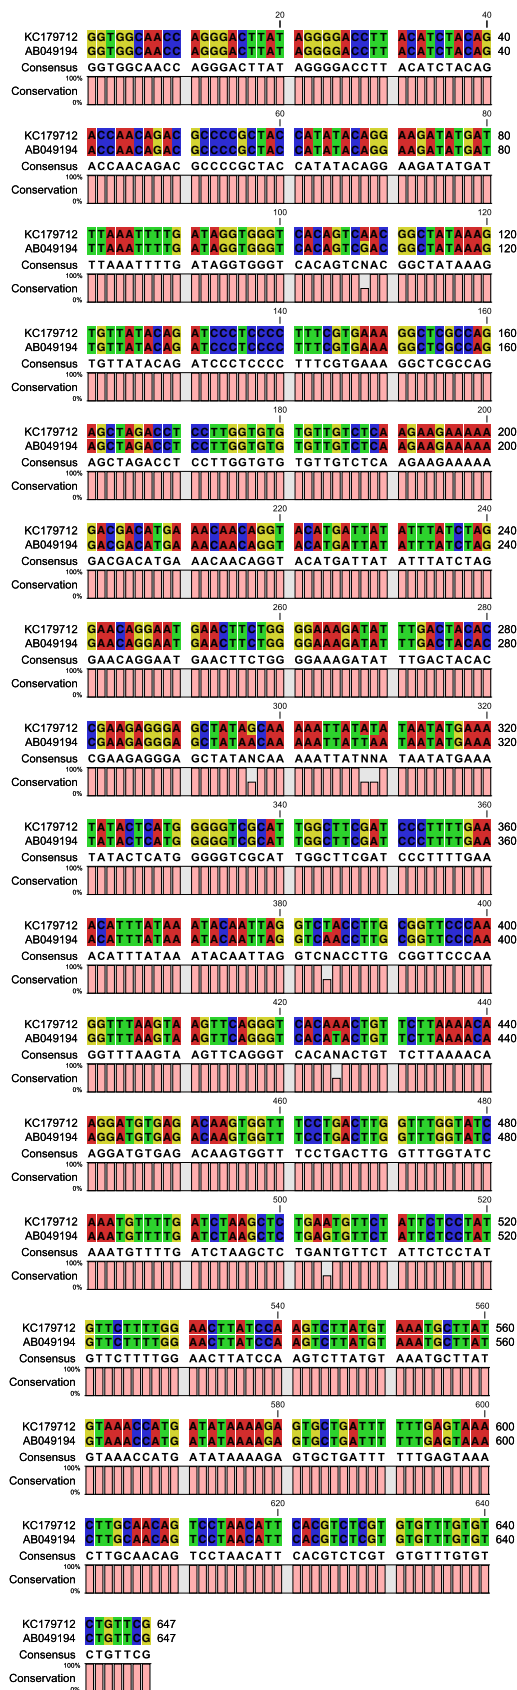 20 40
KC179712 GGTGGCAACC AGGGACTTAT AGGGGACCTT ACATCTACAG 40
AB049194 GGTGGCAACC AGGGACTTAT AGGGGACCTT ACATCTACAG 40
Consensus GGTGGCAACC AGGGACTTAT AGGGGACCTT ACATCTACAG
100%
Conservation
0%
60 80
KC179712 ACCAACAGAC GCCCCGCTAC CATATACAGG AAGATATGAT 80
AB049194 ACCAACAGAC GCCCCGCTAC CATATACAGG AAGATATGAT 80
Consensus ACCAACAGAC GCCCCGCTAC CATATACAGG AAGATATGAT
100%
Conservation
0%
100 120
KC179712 TTAAATTTTG ATAGGTGGGT CACAGTCAAC GGCTATAAAG 120
AB049194 TTAAATTTTG ATAGGTGGGT CACAGTCGAC GGCTATAAAG 120
Consensus TTAAATTTTG ATAGGTGGGT CACAGTCNAC GGCTATAAAG
100%
Conservation
0%
140 160
KC179712 TGTTATACAG ATCCCTCCCC TTTCGTGAAA GGCTCGCCAG 160
AB049194 TGTTATACAG ATCCCTCCCC TTTCGTGAAA GGCTCGCCAG 160
Consensus TGTTATACAG ATCCCTCCCC TTTCGTGAAA GGCTCGCCAG
100%
Conservation
0%
180 200
KC179712 AGCTAGACCT CCTTGGTGTG TGTTGTCTCA AGAAGAAAAA 200
AB049194 AGCTAGACCT CCTTGGTGTG TGTTGTCTCA AGAAGAAAAA 200
Consensus AGCTAGACCT CCTTGGTGTG TGTTGTCTCA AGAAGAAAAA
100%
Conservation
0%
220 240
KC179712 GACGACATGA AACAACAGGT ACATGATTAT ATTTATCTAG 240
AB049194 GACGACATGA AACAACAGGT ACATGATTAT ATTTATCTAG 240
Consensus GACGACATGA AACAACAGGT ACATGATTAT ATTTATCTAG
100%
Conservation
0%
260 280
KC179712 GAACAGGAAT GAACTTCTGG GGAAAGATAT TTGACTACAC 280
AB049194 GAACAGGAAT GAACTTCTGG GGAAAGATAT TTGACTACAC 280
Consensus GAACAGGAAT GAACTTCTGG GGAAAGATAT TTGACTACAC
100%
Conservation
0%
300 320
KC179712 CGAAGAGGGA GCTATAGCAA AAATTATATA TAATATGAAA 320
AB049194 CGAAGAGGGA GCTATAACAA AAATTATTAA TAATATGAAA 320
Consensus CGAAGAGGGA GCTATANCAA AAATTATNNA TAATATGAAA
100%
Conservation
0%
340 360
KC179712 TATACTCATG GGGGTCGCAT TGGCTTCGAT CCCTTTTGAA 360
AB049194 TATACTCATG GGGGTCGCAT TGGCTTCGAT CCCTTTTGAA 360
Consensus TATACTCATG GGGGTCGCAT TGGCTTCGAT CCCTTTTGAA
100%
Conservation
0%
380 400
KC179712 ACATTTATAA ATACAATTAG GTCTACCTTG CGGTTCCCAA 400
AB049194 ACATTTATAA ATACAATTAG GTCAACCTTG CGGTTCCCAA 400
Consensus ACATTTATAA ATACAATTAG GTCNACCTTG CGGTTCCCAA
100%
Conservation
0%
420 440
KC179712 GGTTTAAGTA AGTTCAGGGT CACAAACTGT TCTTAAAACA 440
AB049194 GGTTTAAGTA AGTTCAGGGT CACATACTGT TCTTAAAACA 440
Consensus GGTTTAAGTA AGTTCAGGGT CACANACTGT TCTTAAAACA
100%
Conservation
0%
460 480
KC179712 AGGATGTGAG ACAAGTGGTT TCCTGACTTG GTTTGGTATC 480
AB049194 AGGATGTGAG ACAAGTGGTT TCCTGACTTG GTTTGGTATC 480
Consensus AGGATGTGAG ACAAGTGGTT TCCTGACTTG GTTTGGTATC
100%
Conservation
0%
500 520
KC179712 AAATGTTTTG ATCTAAGCTC TGAATGTTCT ATTCTCCTAT 520
AB049194 AAATGTTTTG ATCTAAGCTC TGAGTGTTCT ATTCTCCTAT 520
Consensus AAATGTTTTG ATCTAAGCTC TGANTGTTCT ATTCTCCTAT
100%
Conservation
0%
540 560
KC179712 GTTCTTTTGG AACTTATCCA AGTCTTATGT AAATGCTTAT 560
AB049194 GTTCTTTTGG AACTTATCCA AGTCTTATGT AAATGCTTAT 560
Consensus GTTCTTTTGG AACTTATCCA AGTCTTATGT AAATGCTTAT
100%
Conservation
0%
580 600
KC179712 GTAAACCATG ATATAAAAGA GTGCTGATTT TTTGAGTAAA 600
AB049194 GTAAACCATG ATATAAAAGA GTGCTGATTT TTTGAGTAAA 600
Consensus GTAAACCATG ATATAAAAGA GTGCTGATTT TTTGAGTAAA
100%
Conservation
0%
620 640
KC179712 CTTGCAACAG TCCTAACATT CACGTCTCGT GTGTTTGTGT 640
AB049194 CTTGCAACAG TCCTAACATT CACGTCTCGT GTGTTTGTGT 640
Consensus CTTGCAACAG TCCTAACATT CACGTCTCGT GTGTTTGTGT
100%
Conservation
0%
KC179712 CTGTTCG 647
AB049194 CTGTTCG 647
Consensus CTGTTCG
100%
Conservation
0%